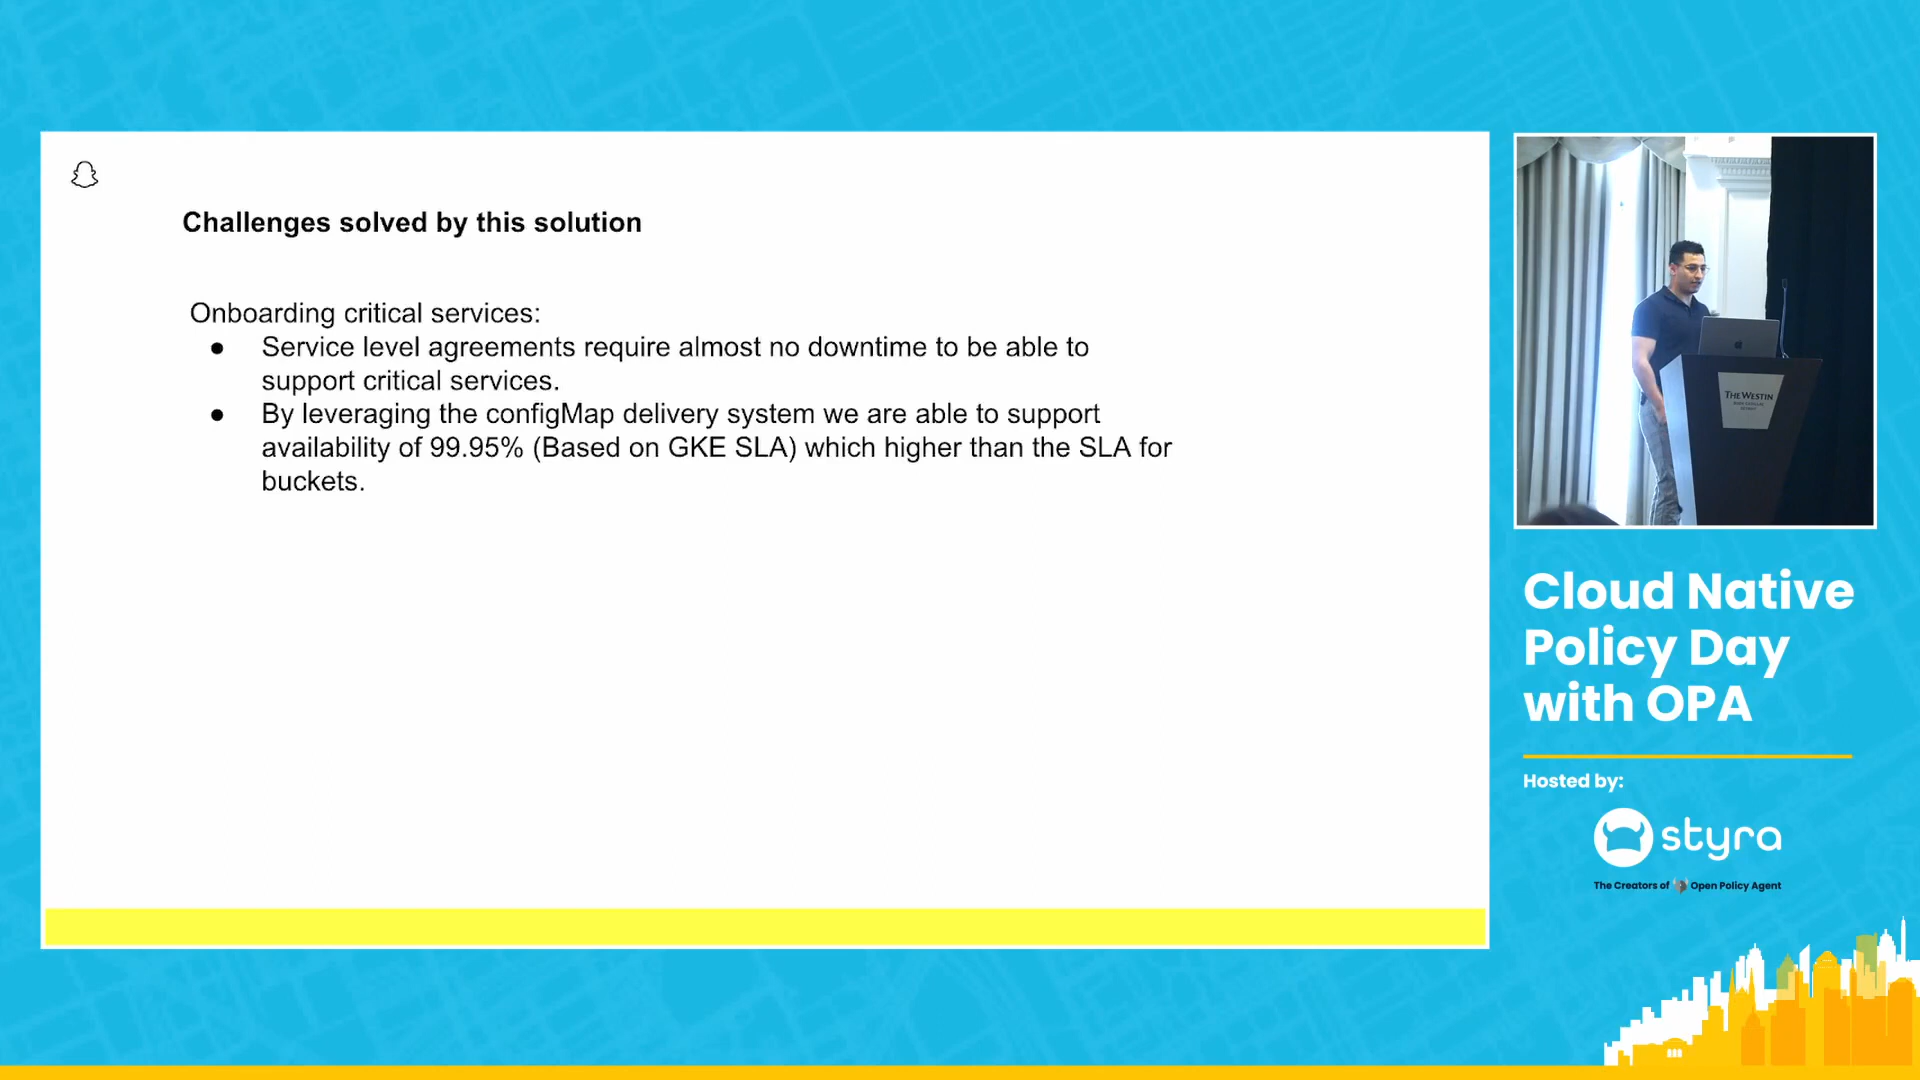 Challenges solved by this solution
Onboarding critical services:
● Service level agreements require almost no downtime to be able to
support critical services.
● By leveraging the configMap delivery system we are able to support
availability of 99.95% (Based on GKE SLA) which higher than the SLA for
buckets.
THE WESTIN
Cloud Native
Policy Day
with OPA
Hosted by:
styra
The Creators of Open Policy Agent